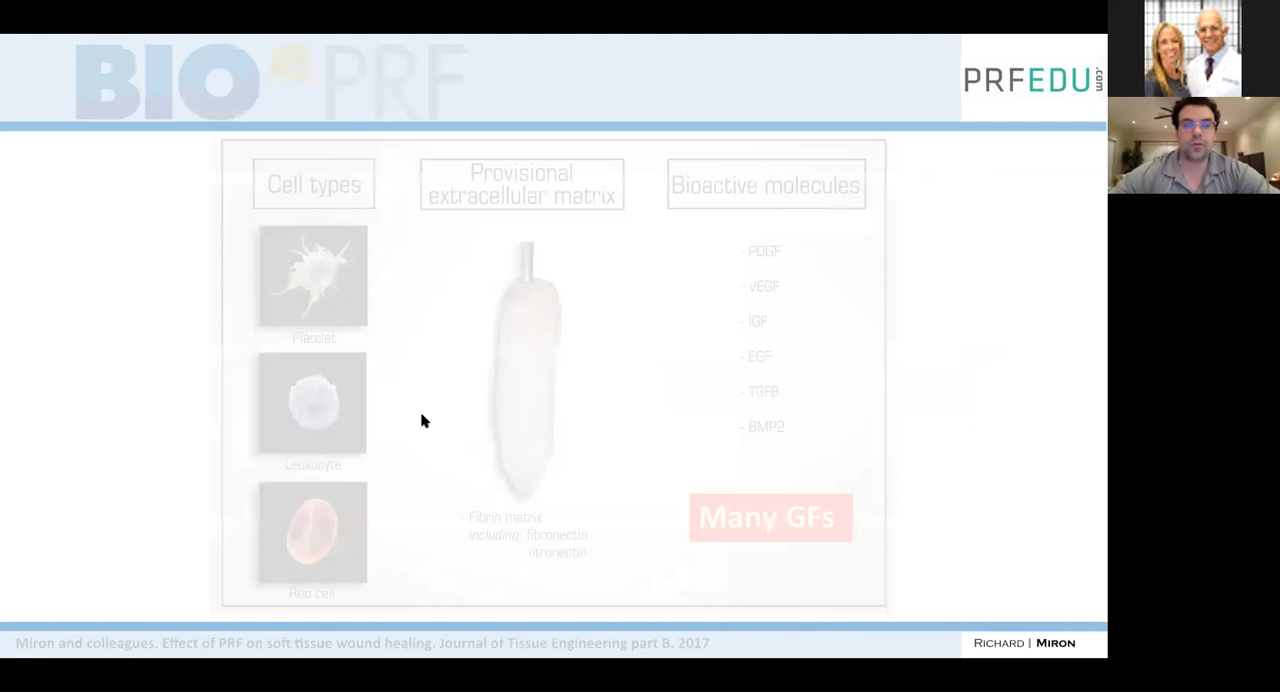 BIO PRF
PRFEDU.com
Cell types
Provisional
extracellular matrix
Bioactive molecules
Platelet
Leukocyte
Red cell
- Fibrin matrix
including: fibronectin
vitronectin
- PDGF
- VEGF
- IGF
- EGF
- TGFB
- BMP2
Many GFs
Miron and colleagues. Effect of PRF on soft tissue wound healing. Journal of Tissue Engineering part B. 2017
RICHARD | MIRON